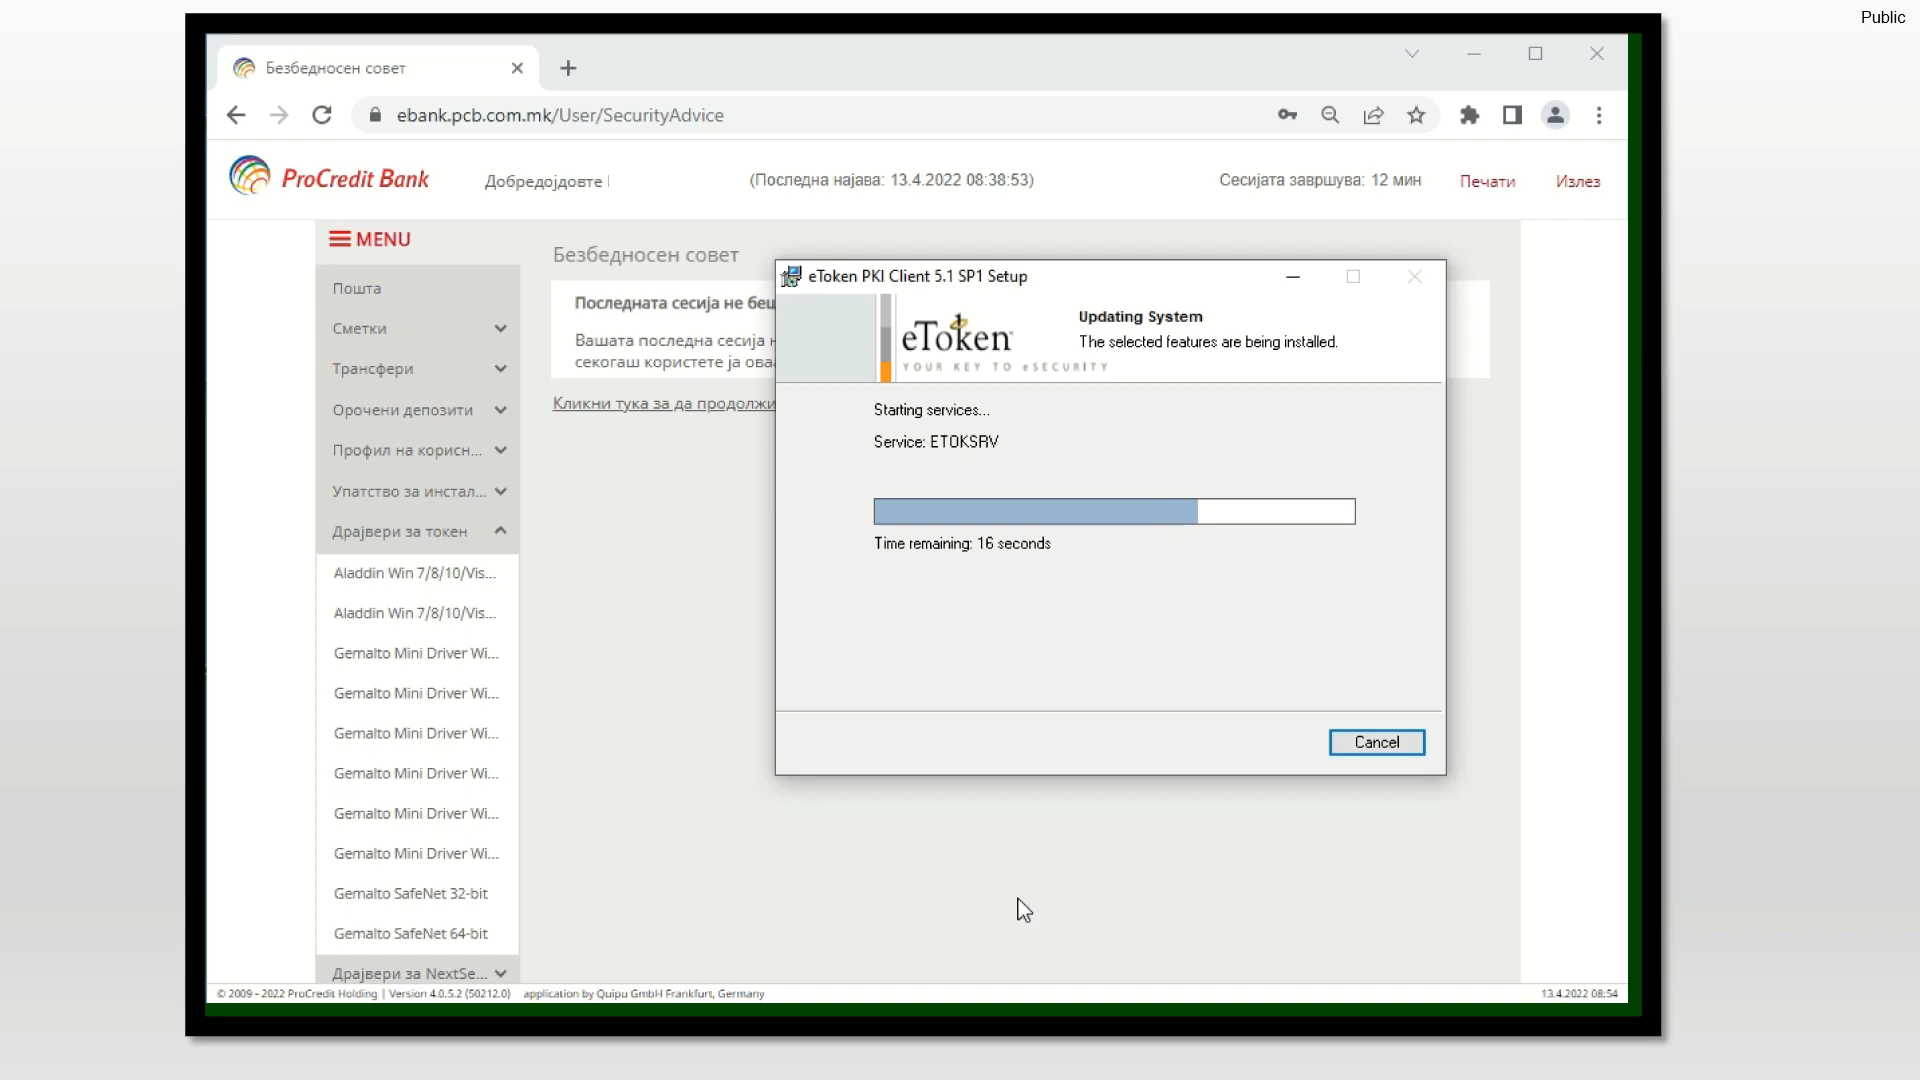 Public
Безбедносен совет
ebank.pcb.com.mk/User/SecurityAdvice
ProCredit Bank
Добредојдовте
(Последна најава: 13.4.2022 08:38:53)
Сесијата завршува: 12 мин
Печати
Излез
MENU
Пошта
Сметки
Трансфери
Орочени депозити
Профил на корисн...
Упатство за инстал...
Драјвери за токен
Aladdin Win 7/8/10/Vis...
Aladdin Win 7/8/10/Vis...
Gemalto Mini Driver Wi...
Gemalto Mini Driver Wi...
Gemalto Mini Driver Wi...
Gemalto Mini Driver Wi...
Gemalto Mini Driver Wi...
Gemalto Mini Driver Wi...
Gemalto SafeNet 32-bit
Gemalto SafeNet 64-bit
Драјвери за NextSe...
Безбедносен совет
Последната сесија не
Вашата последна сесија
секогаш користете ја
Кликни тука за да
eToken PKI Client 5.1 SP1 Setup
eToken
YOUR KEY TO eSECURITY
Updating System
The selected features are being installed.
Starting services...
Service: ETOKSRV
Time remaining: 16 seconds
Cancel
© 2009 - 2022 ProCredit Holding | Version 4.0.5.2 (50212.0) application by Quipu GmbH Frankfurt, Germany
13.4.2022 08:54